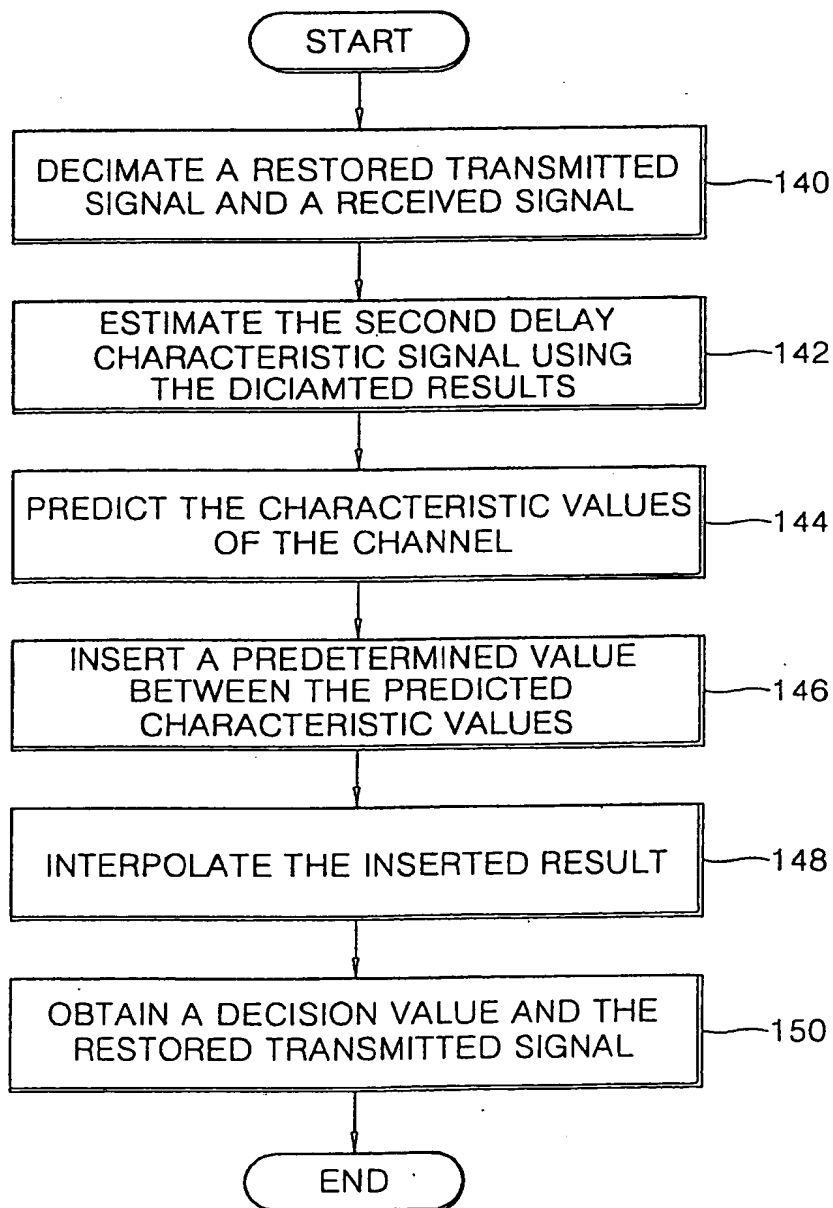 START
DECIMATE A RESTORED TRANSMITTED
SIGNAL AND A RECEIVED SIGNAL
140
ESTIMATE THE SECOND DELAY
CHARACTERISTIC SIGNAL USING
THE DICIAMTED RESULTS
142
PREDICT THE CHARACTERISTIC VALUES
OF THE CHANNEL
144
INSERT A PREDETERMINED VALUE
BETWEEN THE PREDICTED
CHARACTERISTIC VALUES
146
INTERPOLATE THE INSERTED RESULT
148
OBTAIN A DECISION VALUE AND THE
RESTORED TRANSMITTED SIGNAL
150
END